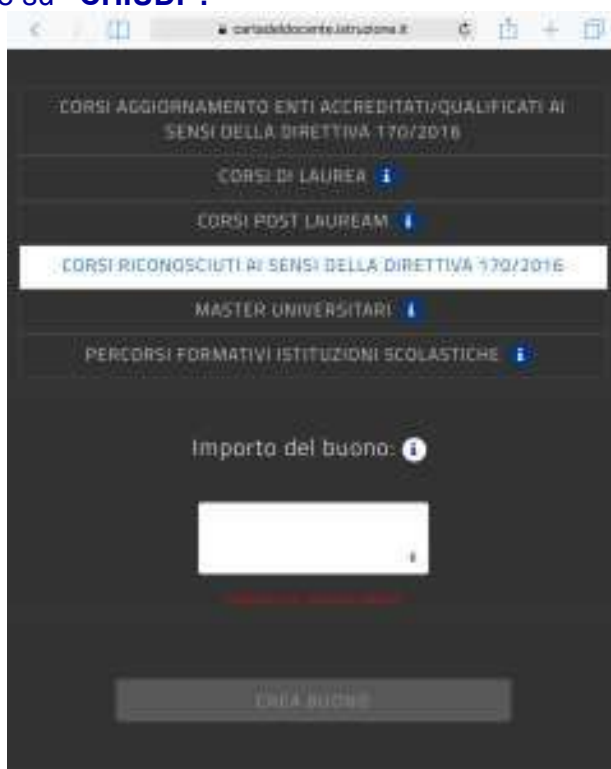 su "CHIUDI".
cartadeldocente.istruzione.it
CORSI AGGIORNAMENTO ENTI ACCREDITATI/QUALIFICATI AI
SENSI DELLA DIRETTIVA 170/2016
CORSI DI LAUREA i
CORSI POST LAUREAM i
CORSI RICONOSCIUTI AI SENSI DELLA DIRETTIVA 170/2016
MASTER UNIVERSITARI i
PERCORSI FORMATIVI ISTITUZIONI SCOLASTICHE i
Importo del buono: i
CREA BUONO